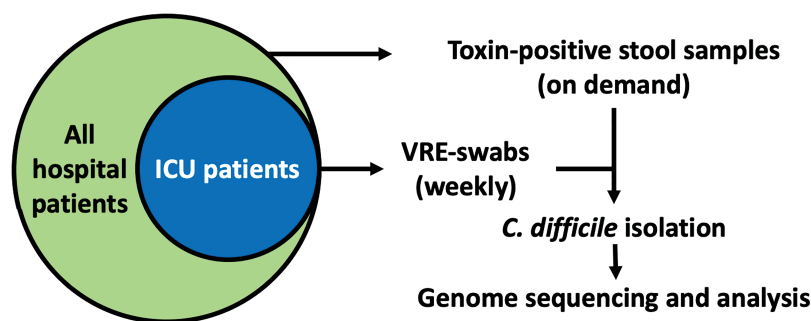 All
hospital
patients
ICU patients
Toxin-positive stool samples
(on demand)
VRE-swabs
(weekly)
C. difficile isolation
Genome sequencing and analysis